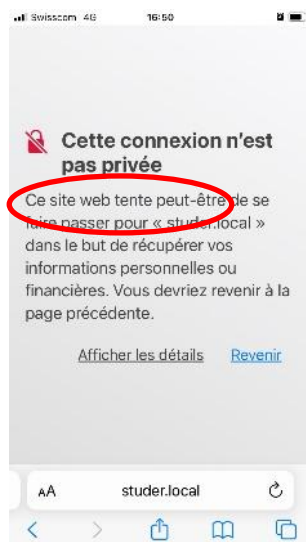 Swisscom 4G 16:50
Cette connexion n'est
pas privée
Ce site web tente peut-être de se
faire passer pour « studer.local »
dans le but de récupérer vos
informations personnelles ou
financières. Vous devriez revenir à la
page précédente.
Afficher les détails Revenir
AA studer.local